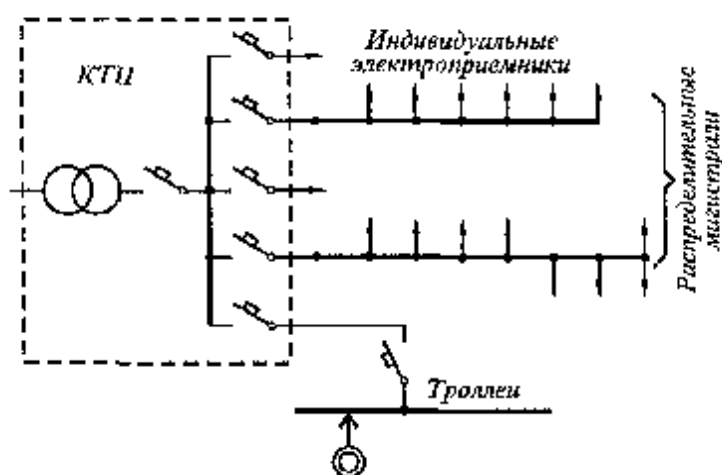 КТП
Индивидуальные
электроприемники
Распределительные
магистрали
Троллеи